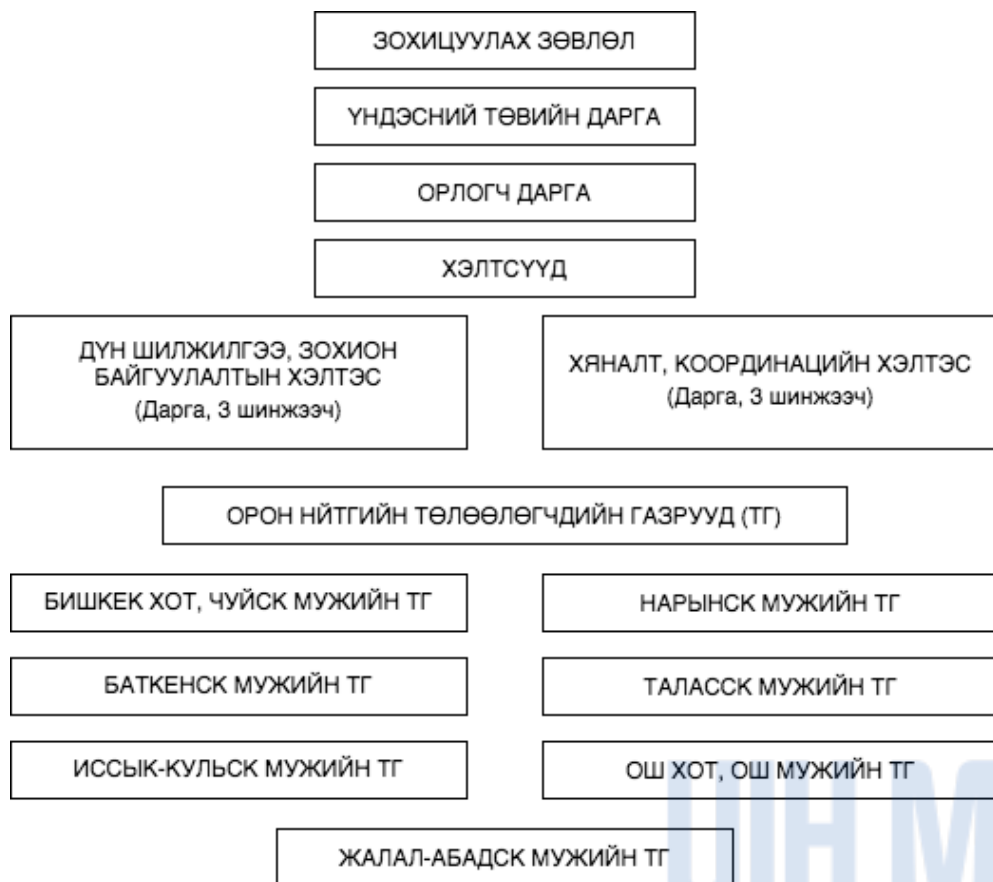 ЗОХИЦУУЛАХ ЗӨВЛӨЛ
ҮНДЭСНИЙ ТӨВИЙН ДАРГА
ОРЛОГЧ ДАРГА
ХЭЛТСҮҮД
ДҮН ШИЛЖИЛГЭЭ, ЗОХИОН
БАЙГУУЛАЛТЫН ХЭЛТЭС
(Дарга, 3 шинжээч)
ХЯНАЛТ, КООРДИНАЦИЙН ХЭЛТЭС
(Дарга, 3 шинжээч)
ОРОН НЙТГИЙН ТӨЛӨӨЛӨГЧДИЙН ГАЗРУУД (ТГ)
БИШКЕК ХОТ, ЧУЙСК МУЖИЙН ТГ
НАРЫНСК МУЖИЙН ТГ
БАТКЕНСК МУЖИЙН ТГ
ТАЛАССК МУЖИЙН ТГ
ИССЫК-КУЛЬСК МУЖИЙН ТГ
ОШ ХОТ, ОШ МУЖИЙН ТГ
ЖАЛАЛ-АБАДСК МУЖИЙН ТГ